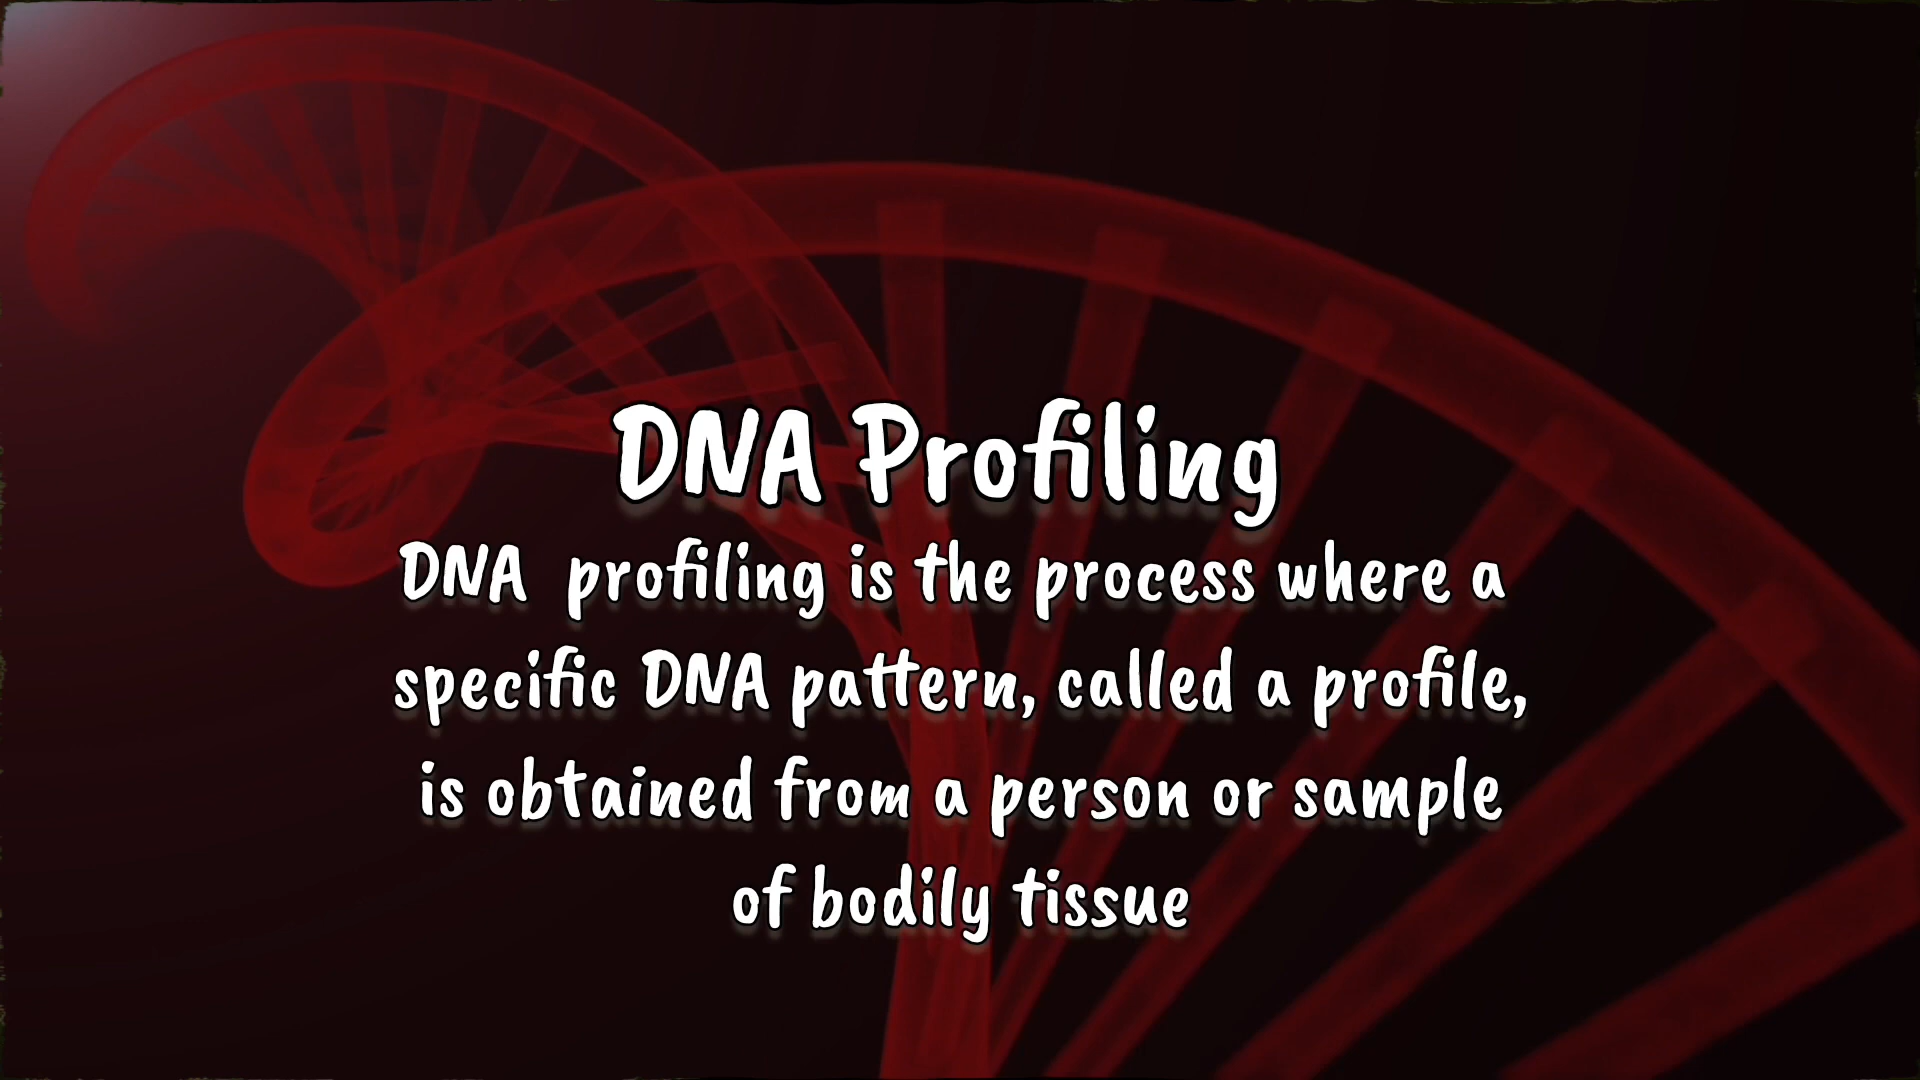 DNA Profiling
DNA  profiling is the process where a
specific DNA pattern, called a profile,
is obtained from a person or sample
of bodily tissue